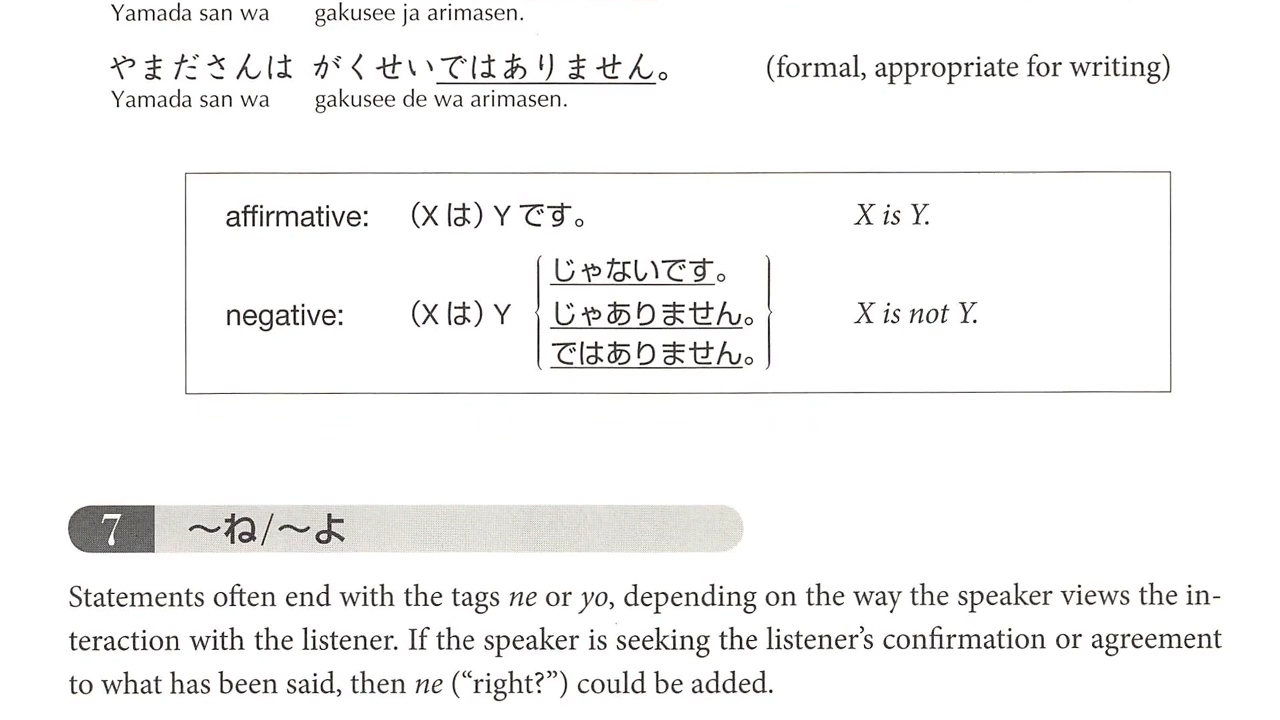 Yamada san wa gakusee ja arimasen.
やまださんは がくせいではありません。 (formal, appropriate for writing)
Yamada san wa gakusee de wa arimasen.
affirmative: (X は) Y です。 X is Y.
じゃないです。
negative: (X は) Y じゃありません。 X is not Y.
ではありません。
7 〜ね/〜よ
Statements often end with the tags ne or yo, depending on the way the speaker views the in-
teraction with the listener. If the speaker is seeking the listener's confirmation or agreement
to what has been said, then ne (“right?”) could be added.